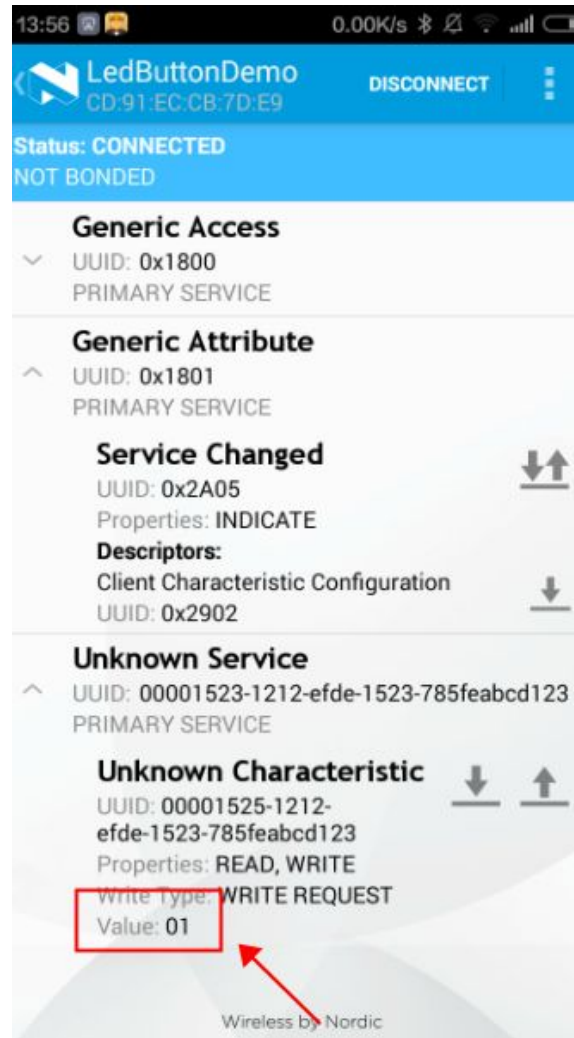 13:56 0.00K/s
LedButtonDemo
CD:91:EC:CB:7D:E9
DISCONNECT
Status: CONNECTED
NOT BONDED
Generic Access
UUID: 0x1800
PRIMARY SERVICE
Generic Attribute
UUID: 0x1801
PRIMARY SERVICE
Service Changed
UUID: 0x2A05
Properties: INDICATE
Descriptors:
Client Characteristic Configuration
UUID: 0x2902
Unknown Service
UUID: 00001523-1212-efde-1523-785feabcd123
PRIMARY SERVICE
Unknown Characteristic
UUID: 00001525-1212-
efde-1523-785feabcd123
Properties: READ, WRITE
Write Type: WRITE REQUEST
Value: 01
Wireless by Nordic